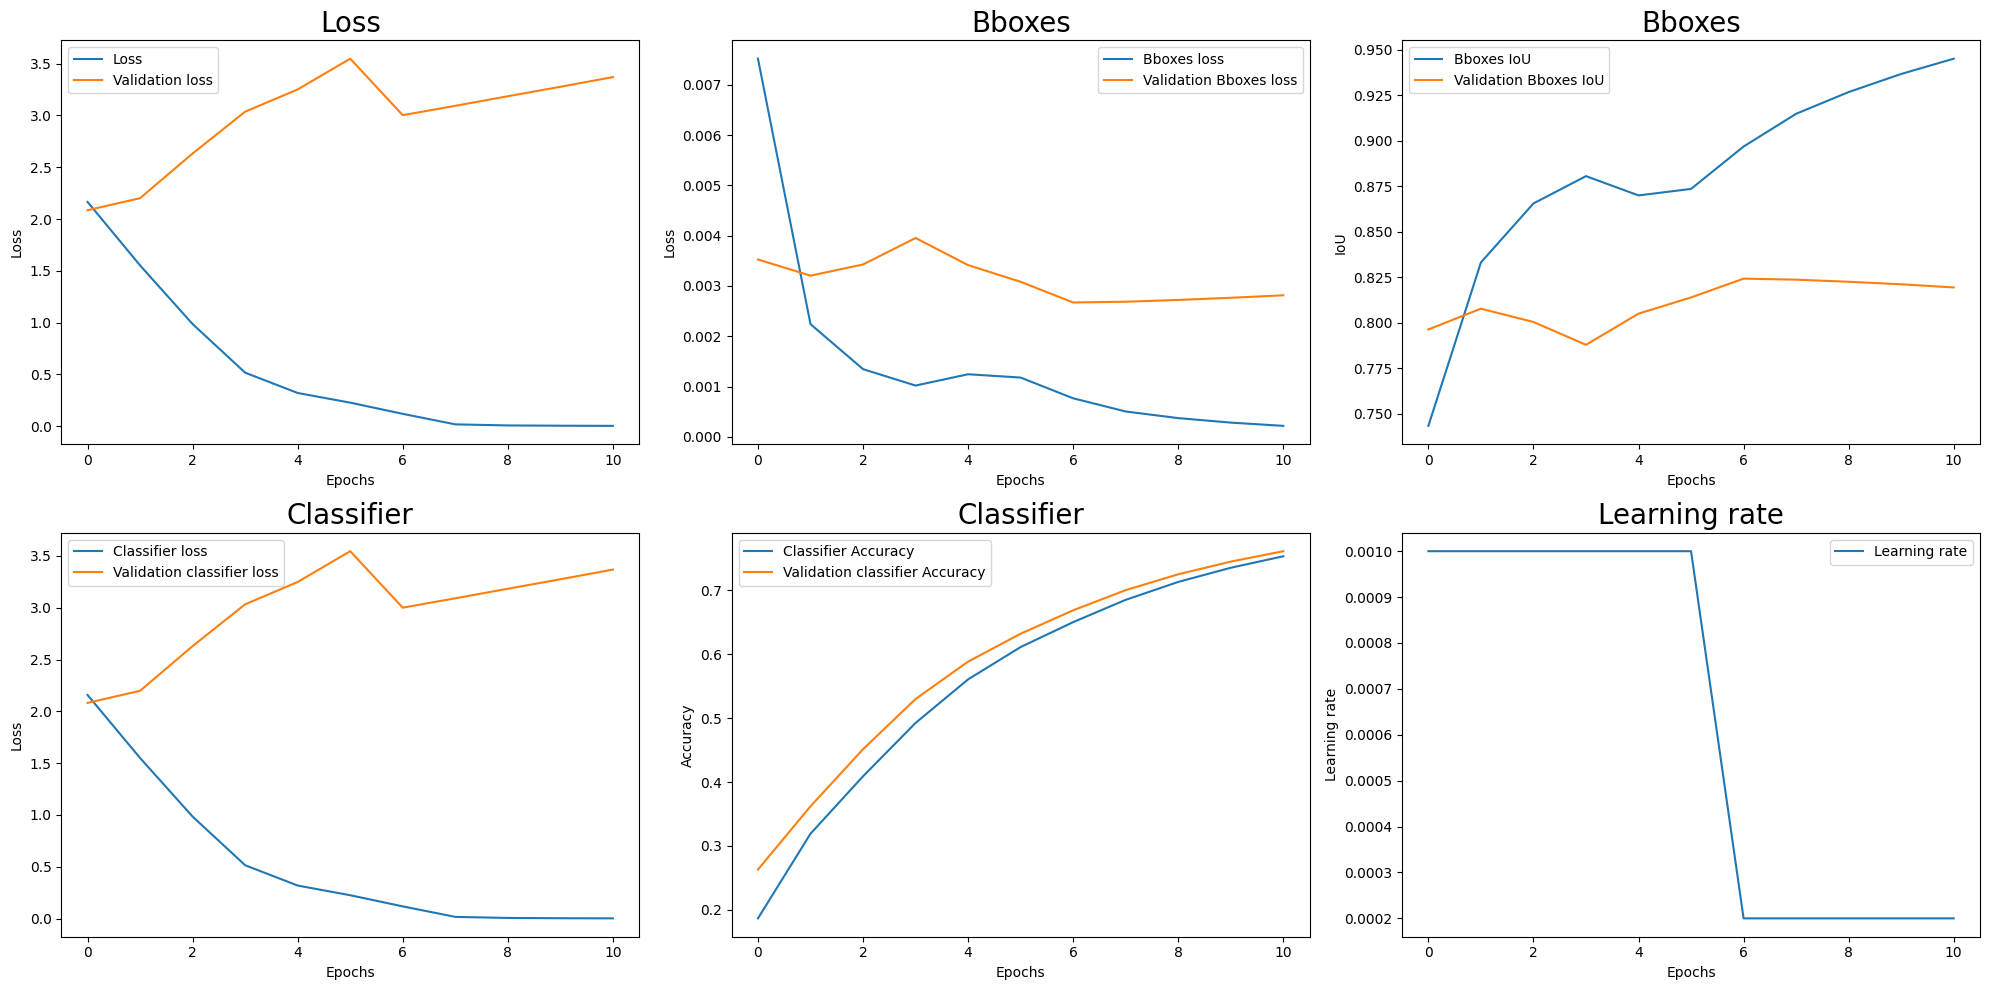 Loss
Loss
Validation loss
3.5
3.0
2.5
2.0
1.5
1.0
0.5
0.0
Loss
0 2 4 6 8 10
Epochs
Bboxes
Bboxes loss
Validation Bboxes loss
0.007
0.006
0.005
0.004
0.003
0.002
0.001
0.000
Loss
0 2 4 6 8 10
Epochs
Bboxes
Bboxes IoU
Validation Bboxes IoU
0.950
0.925
0.900
0.875
0.850
0.825
0.800
0.775
0.750
IoU
0 2 4 6 8 10
Epochs
Classifier
Classifier loss
Validation classifier loss
3.5
3.0
2.5
2.0
1.5
1.0
0.5
0.0
Loss
0 2 4 6 8 10
Epochs
Classifier
Classifier Accuracy
Validation classifier Accuracy
0.7
0.6
0.5
0.4
0.3
0.2
Accuracy
0 2 4 6 8 10
Epochs
Learning rate
Learning rate
0.0010
0.0009
0.0008
0.0007
0.0006
0.0005
0.0004
0.0003
0.0002
Learning rate
0 2 4 6 8 10
Epochs